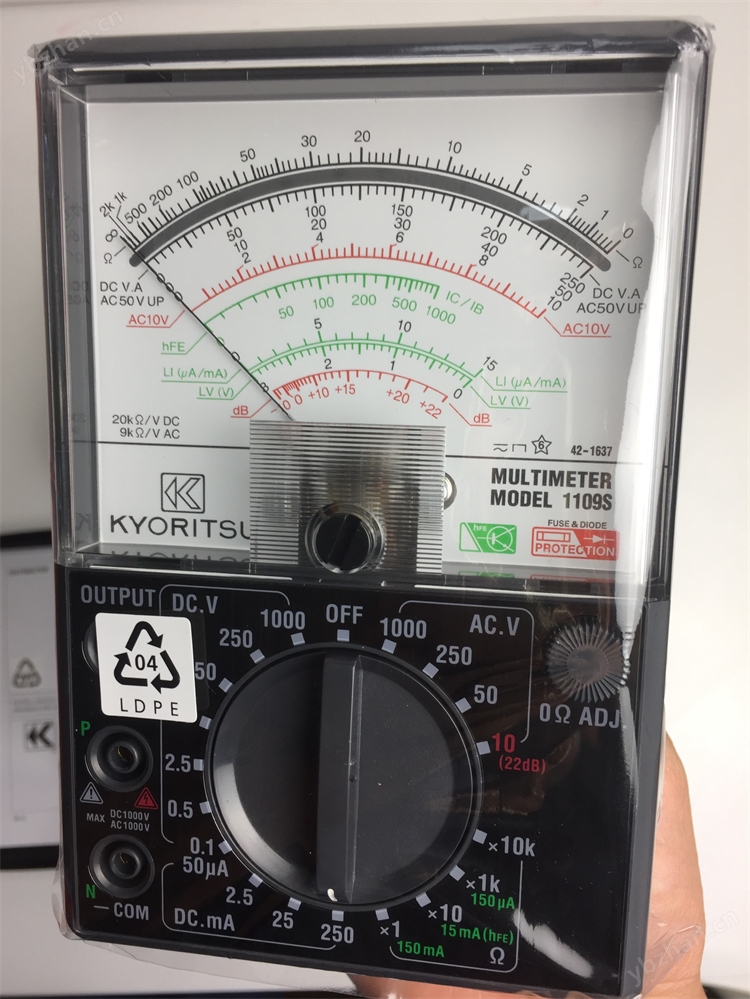 ybzhan.cn
2k 1k 500 200 100 50 30 20 10 5 2 1 0
∞
Ω Ω
50 100 150 200 250
10 20 30 40 50
2 4 6 8 10
DC V.A
AC 50 V UP
DC V.A
AC50V UP
AC10V AC10V
50 100 200 500 1000 IC/IB
hFE
5 10 15
LI (μA/mA) LI (μA/mA)
LV (V) LV (V)
2 1 0
0 +10 +15 +20 +22
dB dB
20kΩ/V DC
9kΩ/V AC
6
42-1637
MULTIMETER
MODEL 1109S
KYORITSU
hFE
FUSE & DIODE
PROTECTION
OUTPUT
DC.V
1000
250
50
2.5
0.5
0.1
50μA
2.5
25
250
DC.mA
OFF
AC.V
1000
250
50
10
(22dB)
0Ω ADJ
×10k
×1k
150μA
×10
15mA(hFE)
×1
150mA
Ω
04
LDPE
P
MAX DC1000V
AC1000V
N
—COM
ybzhan.cn